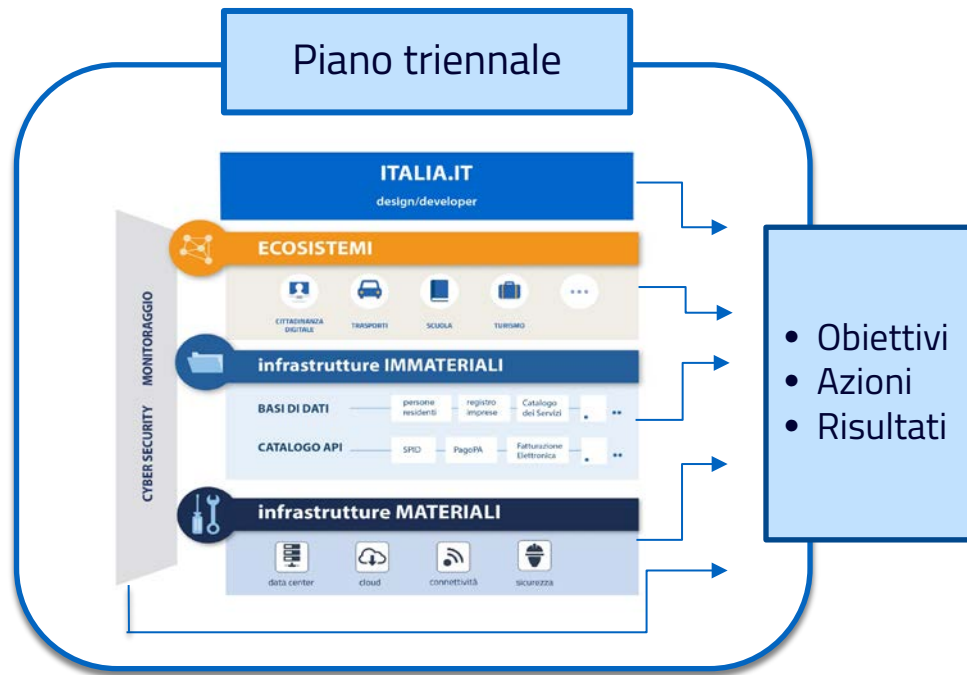 Piano triennale
ITALIA.IT
design/developer
ECOSISTEMI
CITTADINANZA
DIGITALE
TRASPORTI
SCUOLA
TURISMO
MONITORAGGIO
CYBER SECURITY
infrastrutture IMMATERIALI
BASI DI DATI
persone
residenti
registro
imprese
Catalogo
dei Servizi
CATALOGO API
SPID
PagoPA
Fatturazione
Elettronica
infrastrutture MATERIALI
data center
cloud
connettività
sicurezza
• Obiettivi
• Azioni
• Risultati